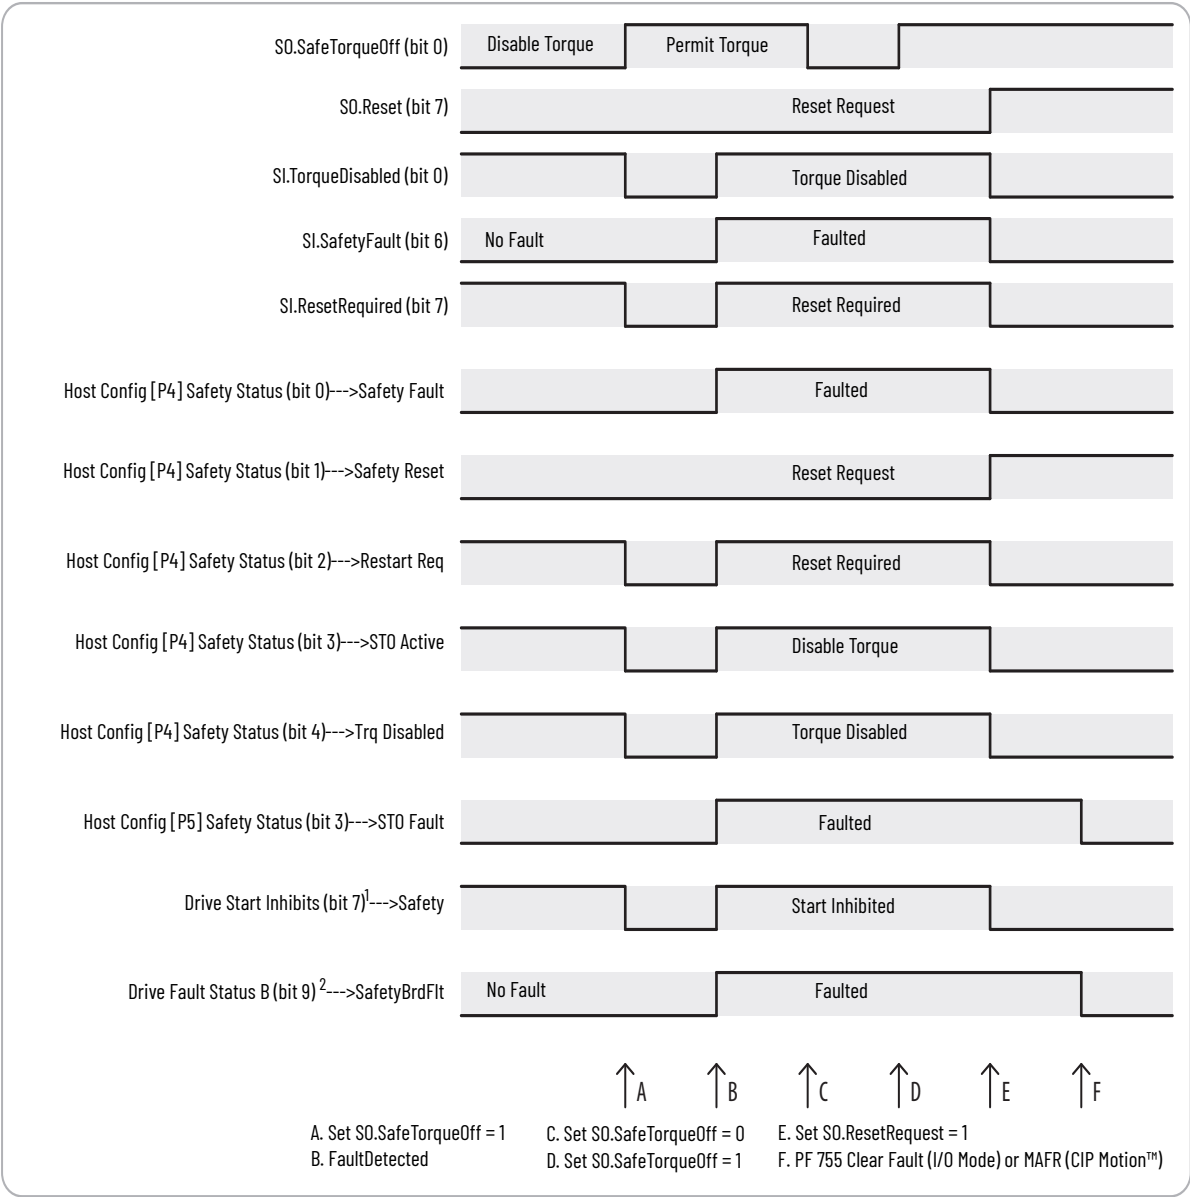 SO.SafeTorqueOff (bit 0)
Disable Torque
Permit Torque
SO.Reset (bit 7)
Reset Request
SI.TorqueDisabled (bit 0)
Torque Disabled
SI.SafetyFault (bit 6)
No Fault
Faulted
SI.ResetRequired (bit 7)
Reset Required
Host Config [P4] Safety Status (bit 0)--->Safety Fault
Faulted
Host Config [P4] Safety Status (bit 1)--->Safety Reset
Reset Request
Host Config [P4] Safety Status (bit 2)--->Restart Req
Reset Required
Host Config [P4] Safety Status (bit 3)--->STO Active
Disable Torque
Host Config [P4] Safety Status (bit 4)--->Trq Disabled
Torque Disabled
Host Config [P5] Safety Status (bit 3)--->STO Fault
Faulted
Drive Start Inhibits (bit 7)1--->Safety
Start Inhibited
Drive Fault Status B (bit 9) 2--->SafetyBrdFlt
No Fault
Faulted
A
B
C
D
E
F
A. Set SO.SafeTorqueOff = 1
B. FaultDetected
C. Set SO.SafeTorqueOff = 0
D. Set SO.SafeTorqueOff = 1
E. Set SO.ResetRequest = 1
F. PF 755 Clear Fault (I/O Mode) or MAFR (CIP Motion™)